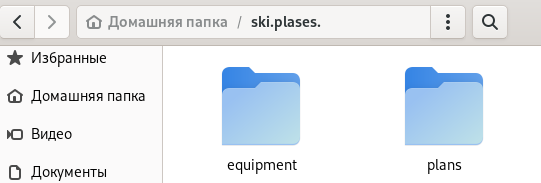 Домашняя папка / ski.plases.
Избранные
Домашняя папка
Видео
Документы
equipment
plans